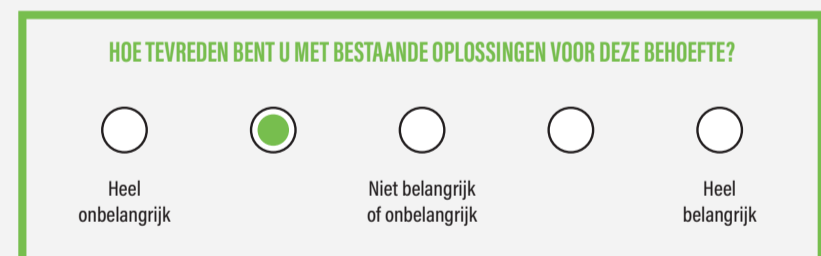 HOE TEVREDEN BENT U MET BESTAANDE OPLOSSINGEN VOOR DEZE BEHOEFTE?
Heel
onbelangrijk
Niet belangrijk
of onbelangrijk
Heel
belangrijk